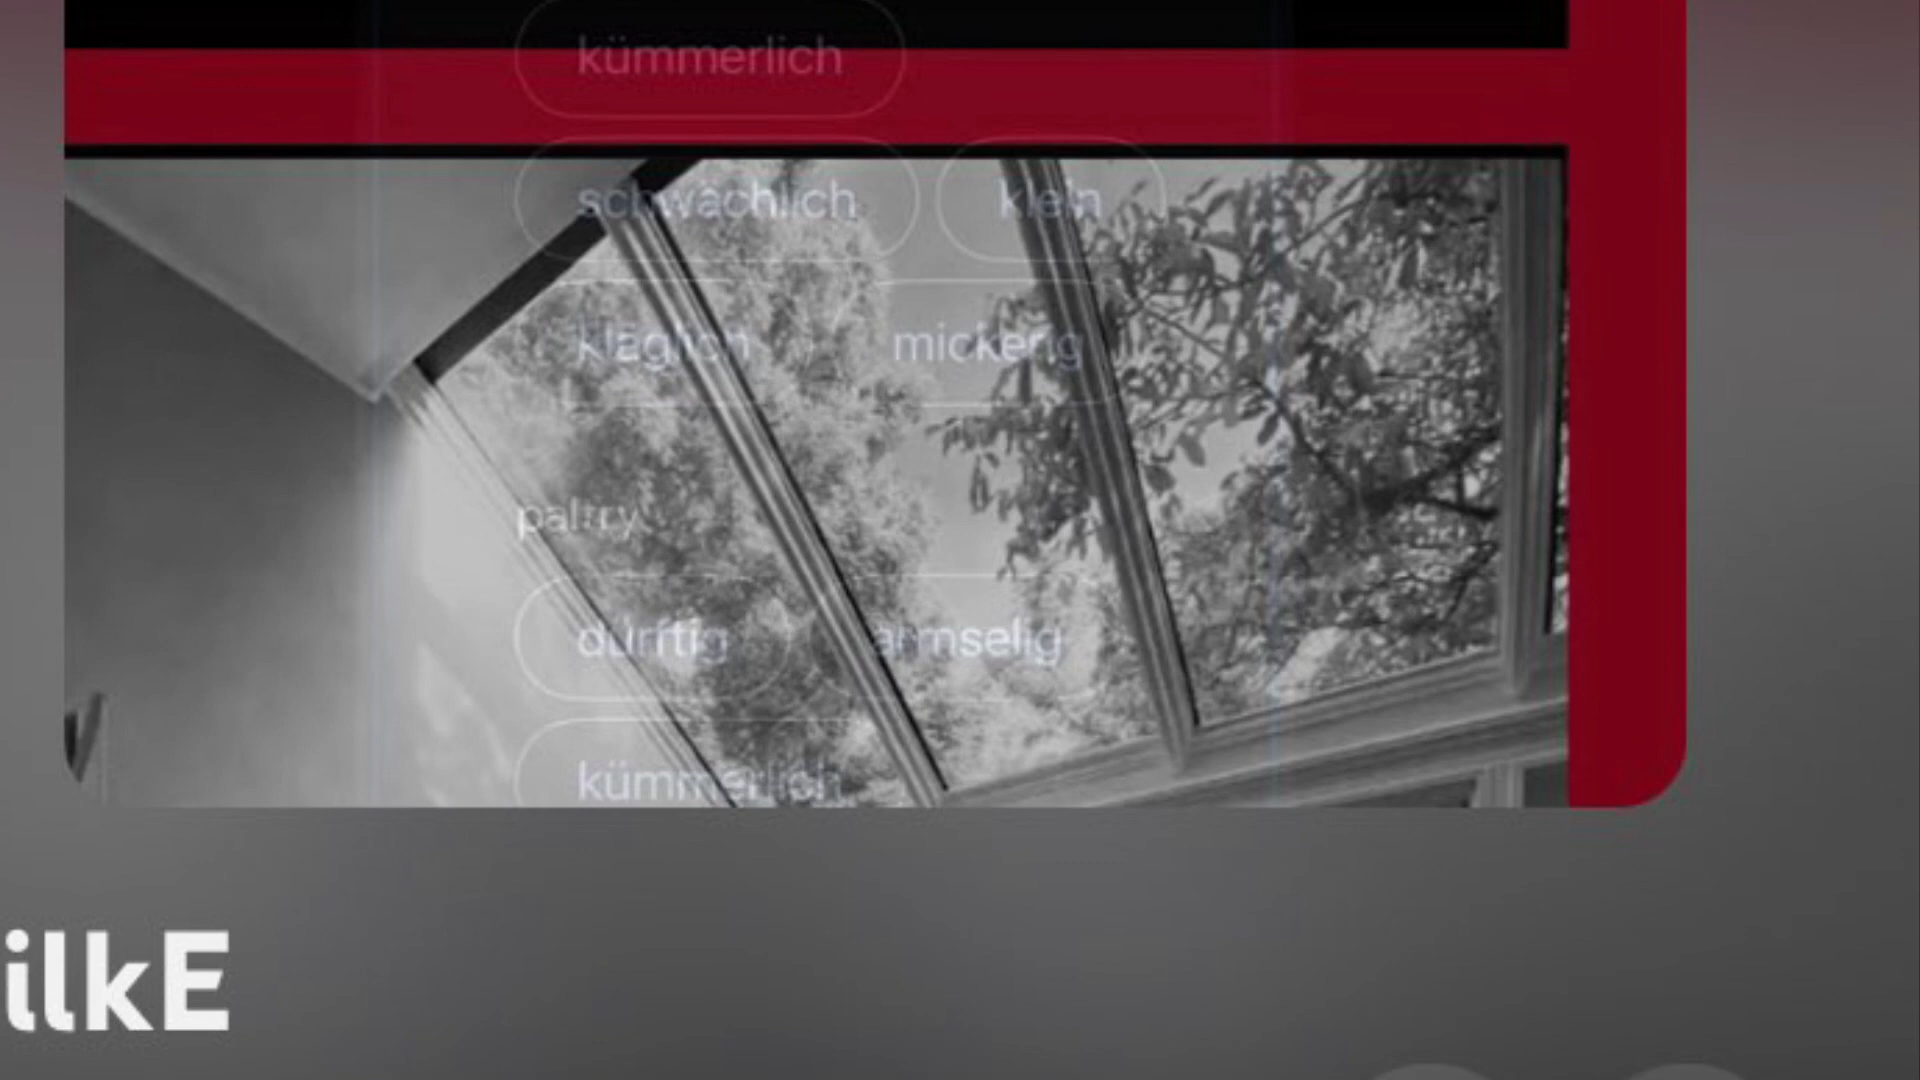 kümmerlich
schwächlich klein
kläglich mickerig
paltry
dürftig armselig
kümmerlich
ilkE